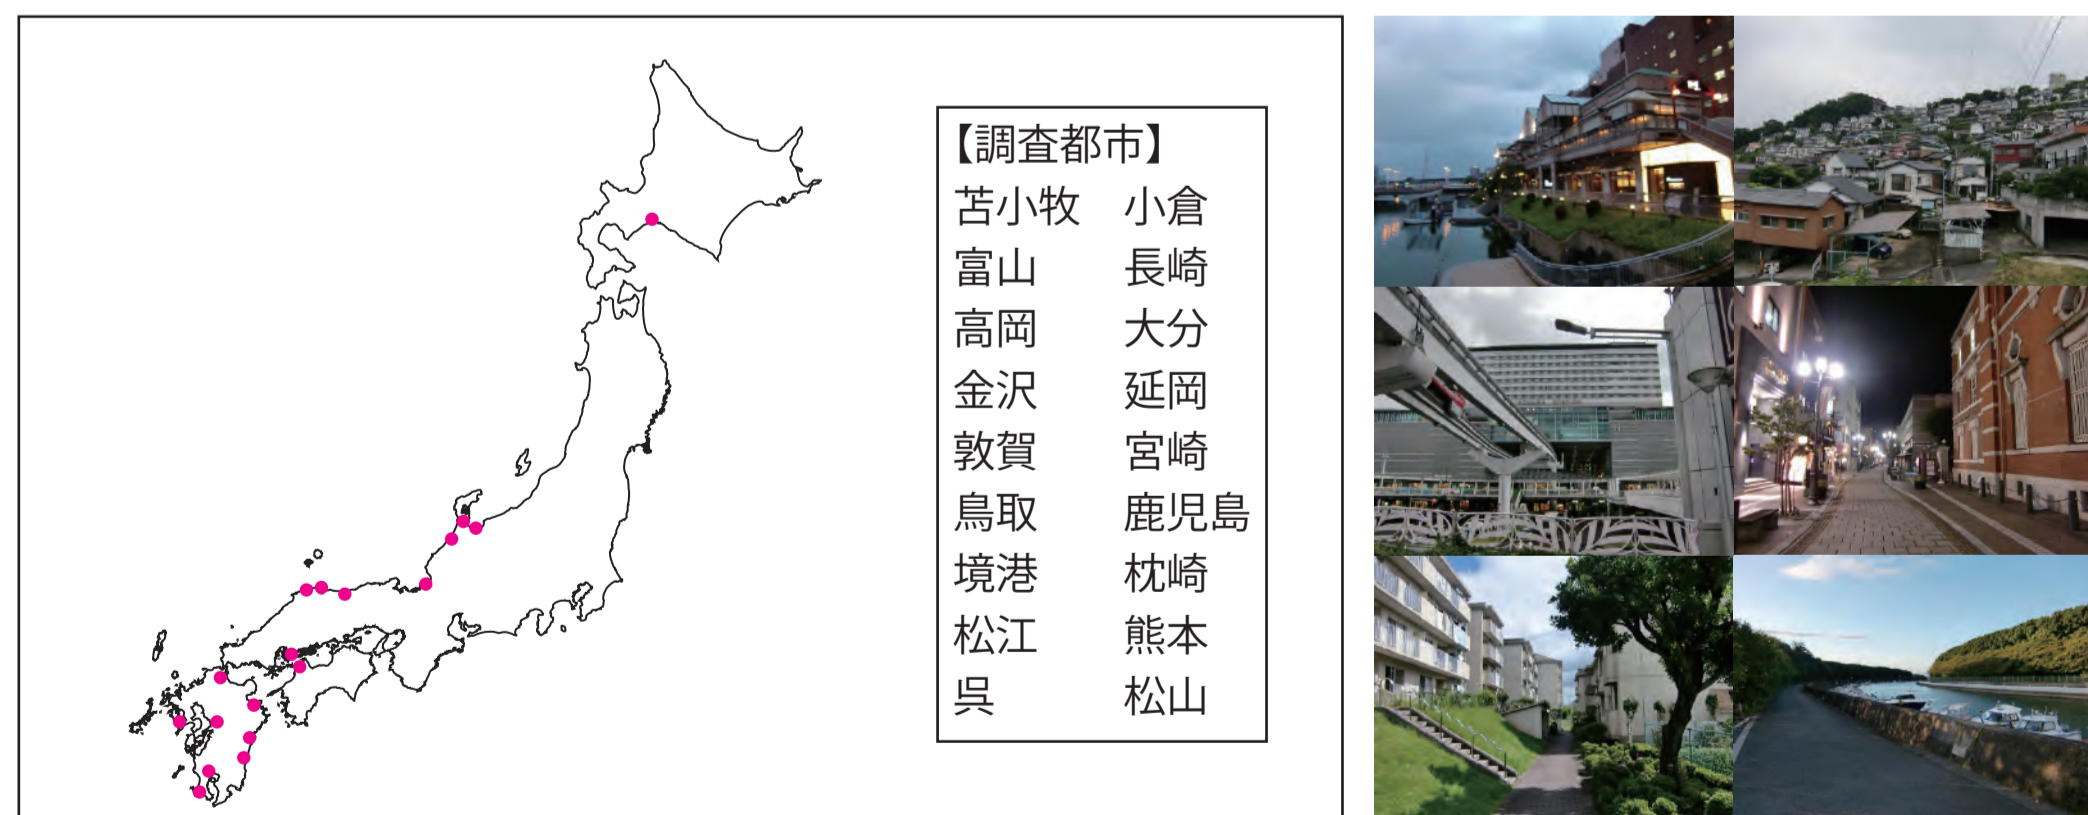 【調査都市】
苫小牧 小倉
富山 長崎
高岡 大分
金沢 延岡
敦賀 宮崎
鳥取 鹿児島
境港 枕崎
松江 熊本
呉 松山